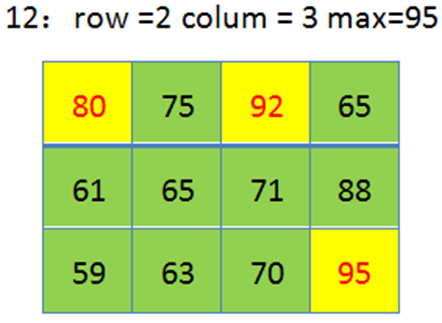 12： row =2 colum = 3 max=95
80 75 92 65
61 65 71 88
59 63 70 95